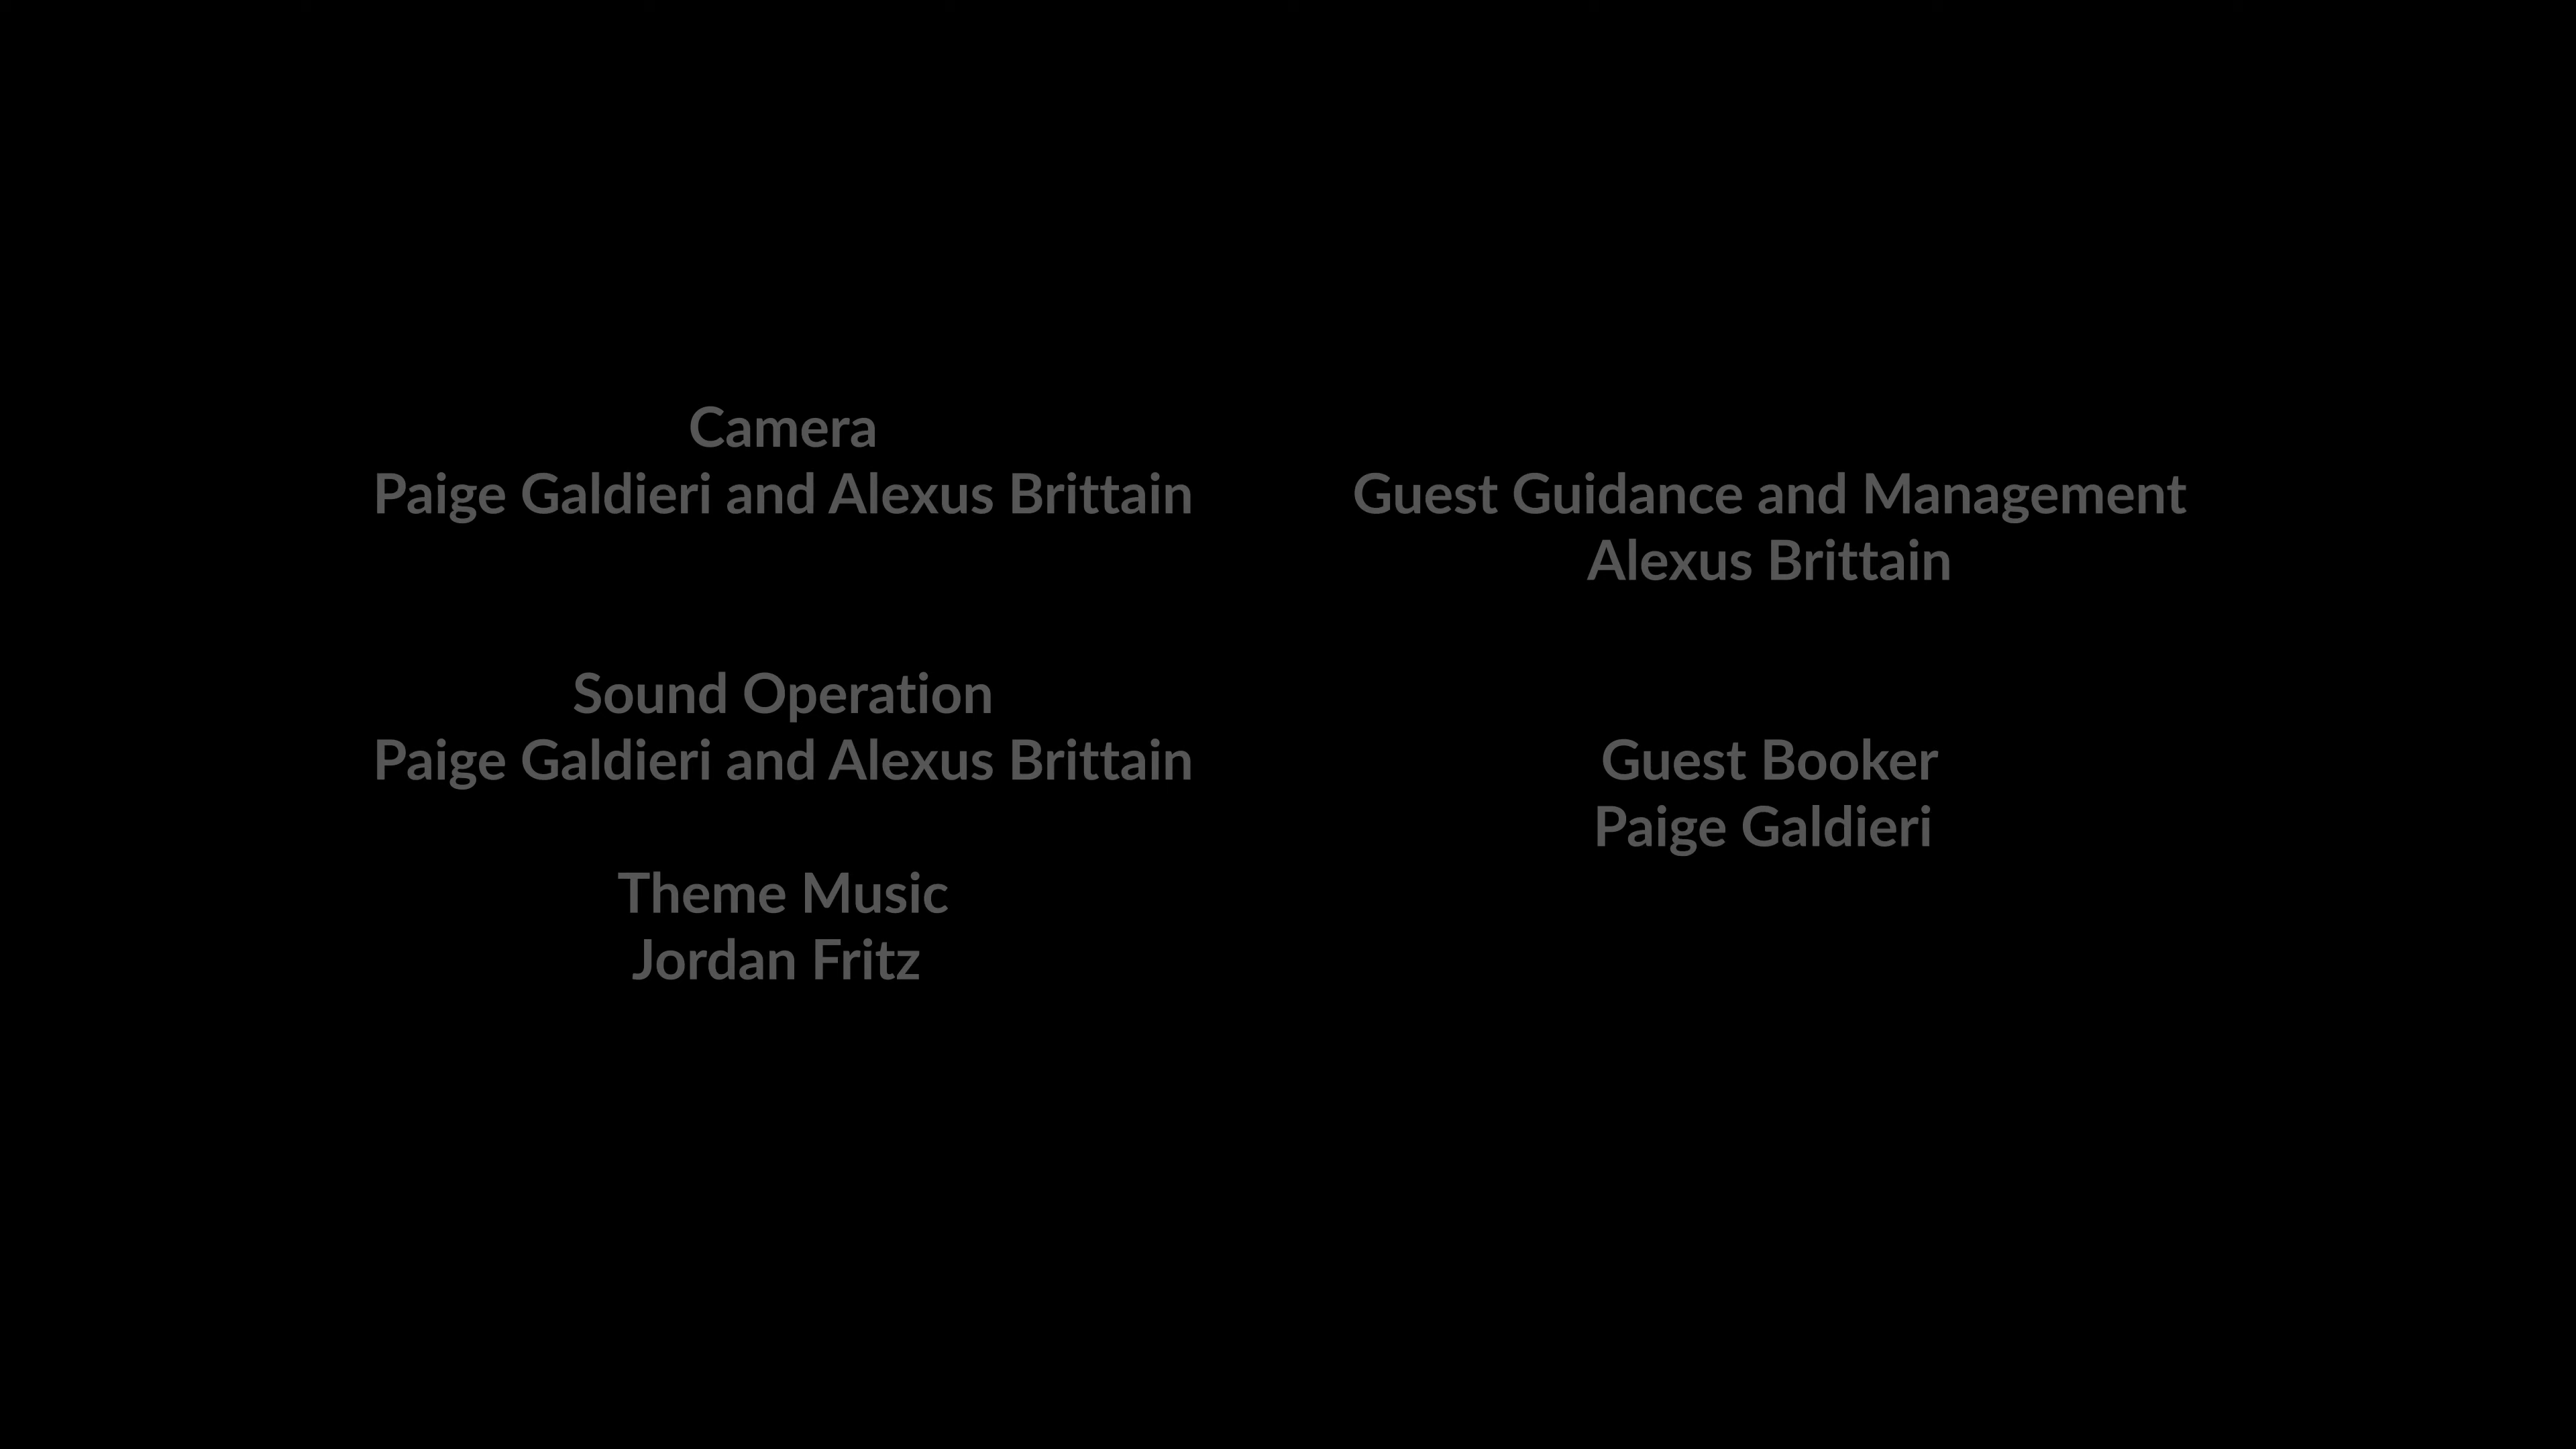 Camera
Paige Galdieri and Alexus Brittain
Sound Operation
Paige Galdieri and Alexus Brittain
Theme Music
Jordan Fritz
Guest Guidance and Management
Alexus Brittain
Guest Booker
Paige Galdieri